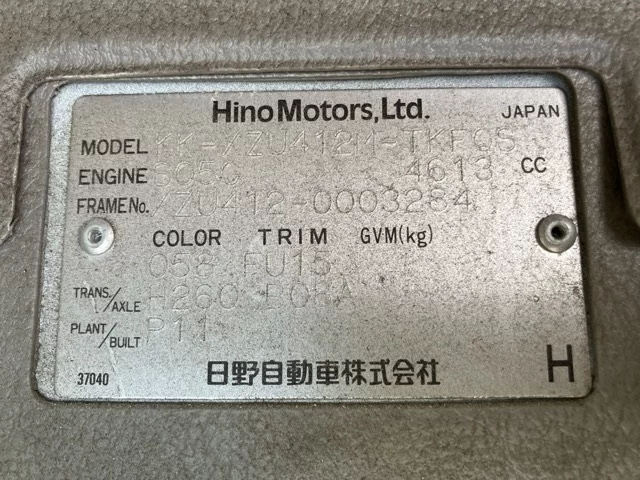 Hino Motors, Ltd. JAPAN
MODEL KK-XZU412M-TKFQS
ENGINE S05C 4613 CC
FRAME No. XZU412-0003284
COLOR TRIM GVM(kg)
058 FU15
TRANS./AXLE H260 D08A
PLANT/BUILT P11
37040 日野自動車株式会社 H